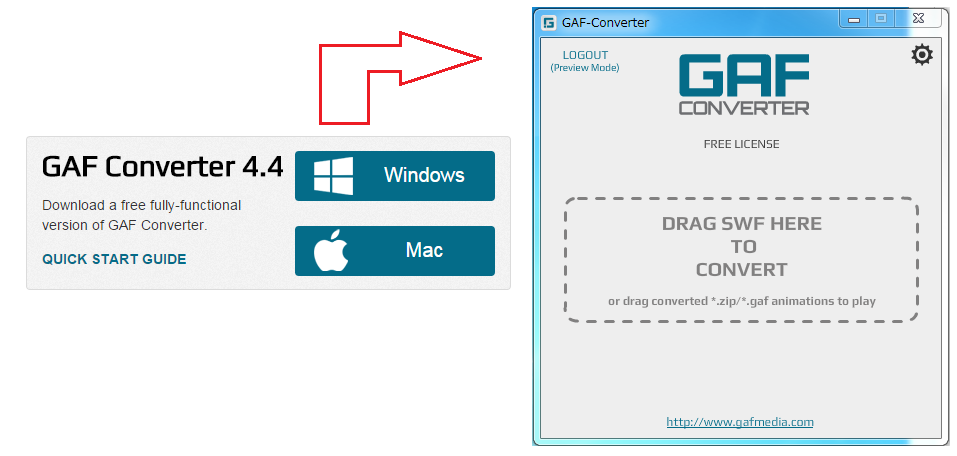 GAF Converter 4.4
Download a free fully-functional
version of GAF Converter.
QUICK START GUIDE
Windows
Mac
GAF-Converter
LOGOUT
(Preview Mode)
GAF
CONVERTER
FREE LICENSE
DRAG SWF HERE
TO
CONVERT
or drag converted *.zip/*.gaf animations to play
http://www.gafmedia.com